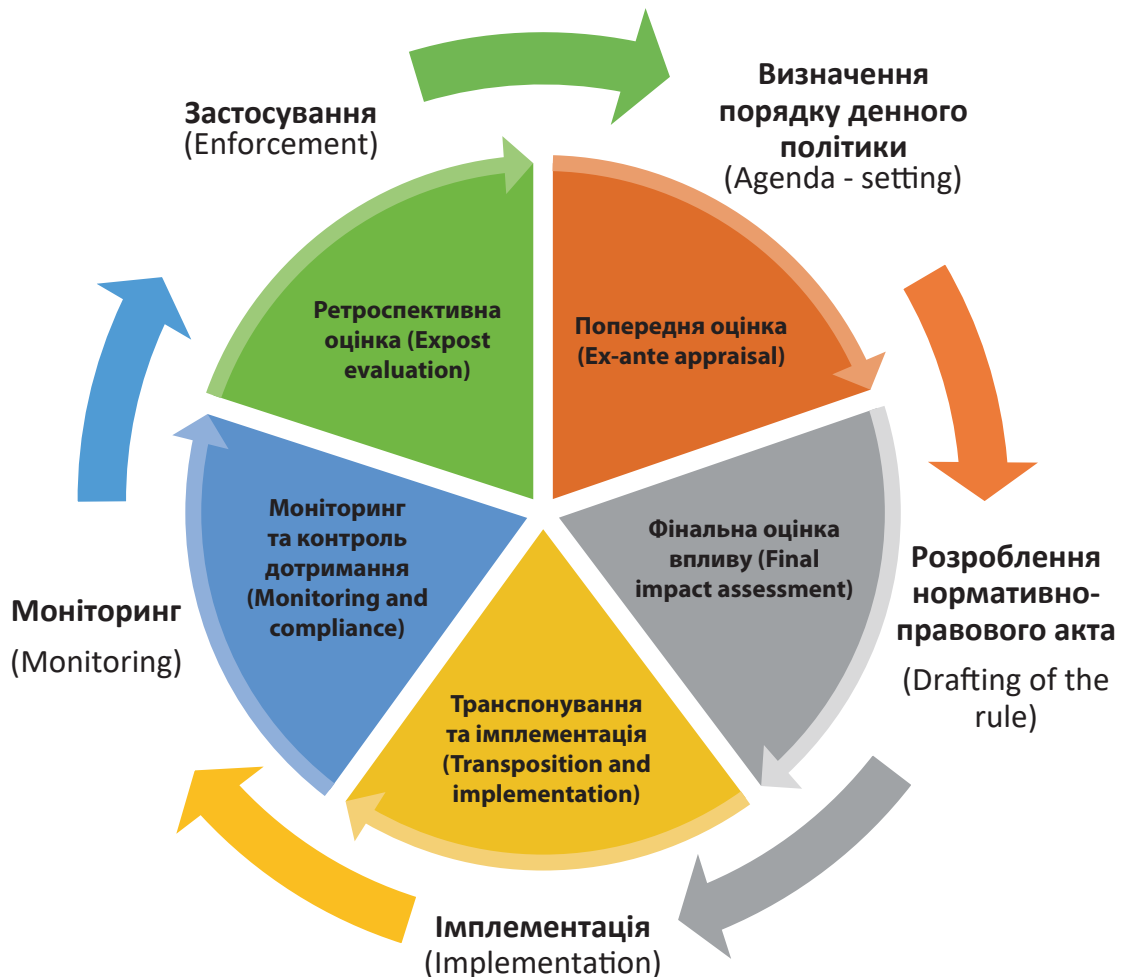 Визначення
порядку денного
політики
(Agenda - setting)
Розроблення
нормативно-
правового акта
(Drafting of the
rule)
Імплементація
(Implementation)
Моніторинг
(Monitoring)
Застосування
(Enforcement)
Попередня оцінка
(Ex-ante appraisal)
Фінальна оцінка
впливу (Final
impact assessment)
Транспонування
та імплементація
(Transposition and
implementation)
Моніторинг
та контроль
дотримання
(Monitoring and
compliance)
Ретроспективна
оцінка (Expost
evaluation)